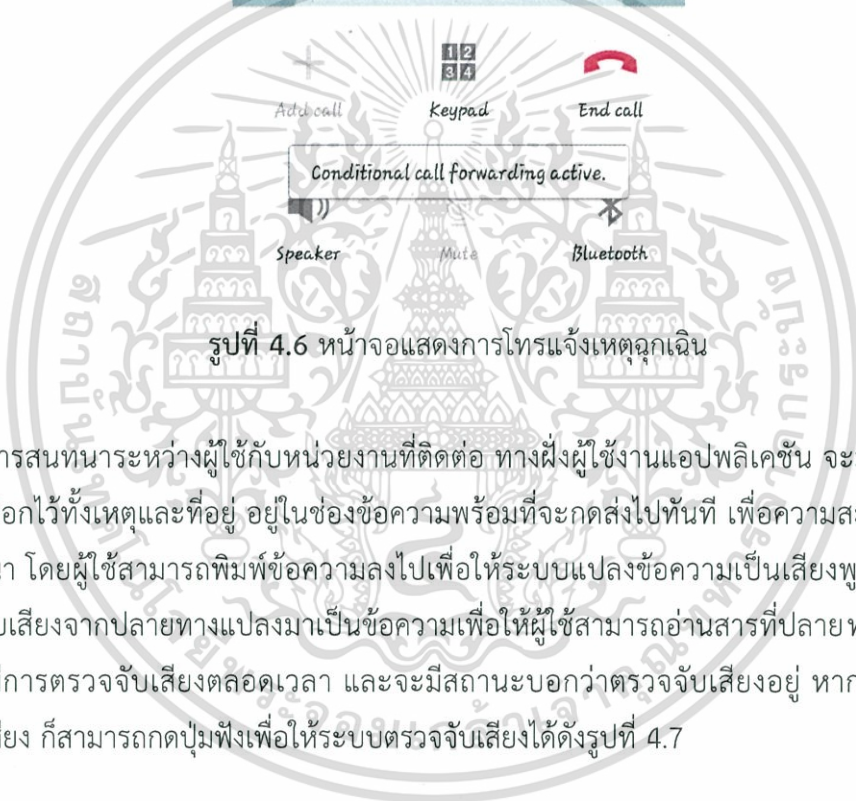 1 2
3 4
Add call Keypad End call
Conditional call forwarding active.
Speaker Mute Bluetooth
รูปที่ 4.6 หน้าจอแสดงการโทรแจ้งเหตุฉุกเฉิน
ารสนทนาระหว่างผู้ใช้กับหน่วยงานที่ติดต่อ ทางฝั่งผู้ใช้งานแอปพลิเคชัน จะ
อกไว้ทั้งเหตุและที่อยู่ อยู่ในช่องข้อความพร้อมที่จะกดส่งไปทันที เพื่อความส
า โดยผู้ใช้สามารถพิมพ์ข้อความลงไปเพื่อให้ระบบแปลงข้อความเป็นเสียงพู
บเสียงจากปลายทางแปลงมาเป็นข้อความเพื่อให้ผู้ใช้สามารถอ่านสารที่ปลายท
ีการตรวจจับเสียงตลอดเวลา และจะมีสถานะบอกว่าตรวจจับเสียงอยู่ หาก
ียง ก็สามารถกดปุ่มฟังเพื่อให้ระบบตรวจจับเสียงได้ดังรูปที่ 4.7